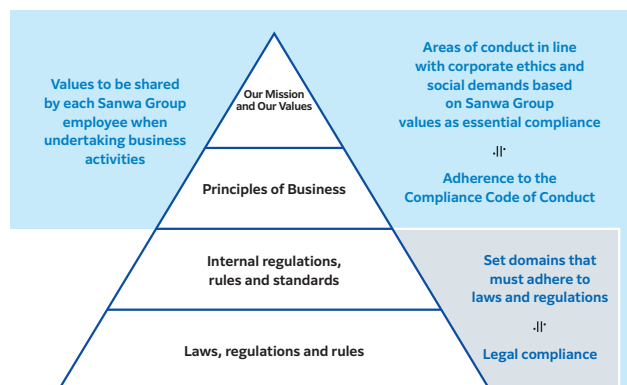 Values to be shared
by each Sanwa Group
employee when
undertaking business
activities
Our Mission
and Our Values
Principles of Business
Internal regulations,
rules and standards
Laws, regulations and rules
Areas of conduct in line
with corporate ethics and
social demands based
on Sanwa Group
values as essential compliance
.||.
Adherence to the
Compliance Code of Conduct
Set domains that
must adhere to
laws and regulations
.||.
Legal compliance